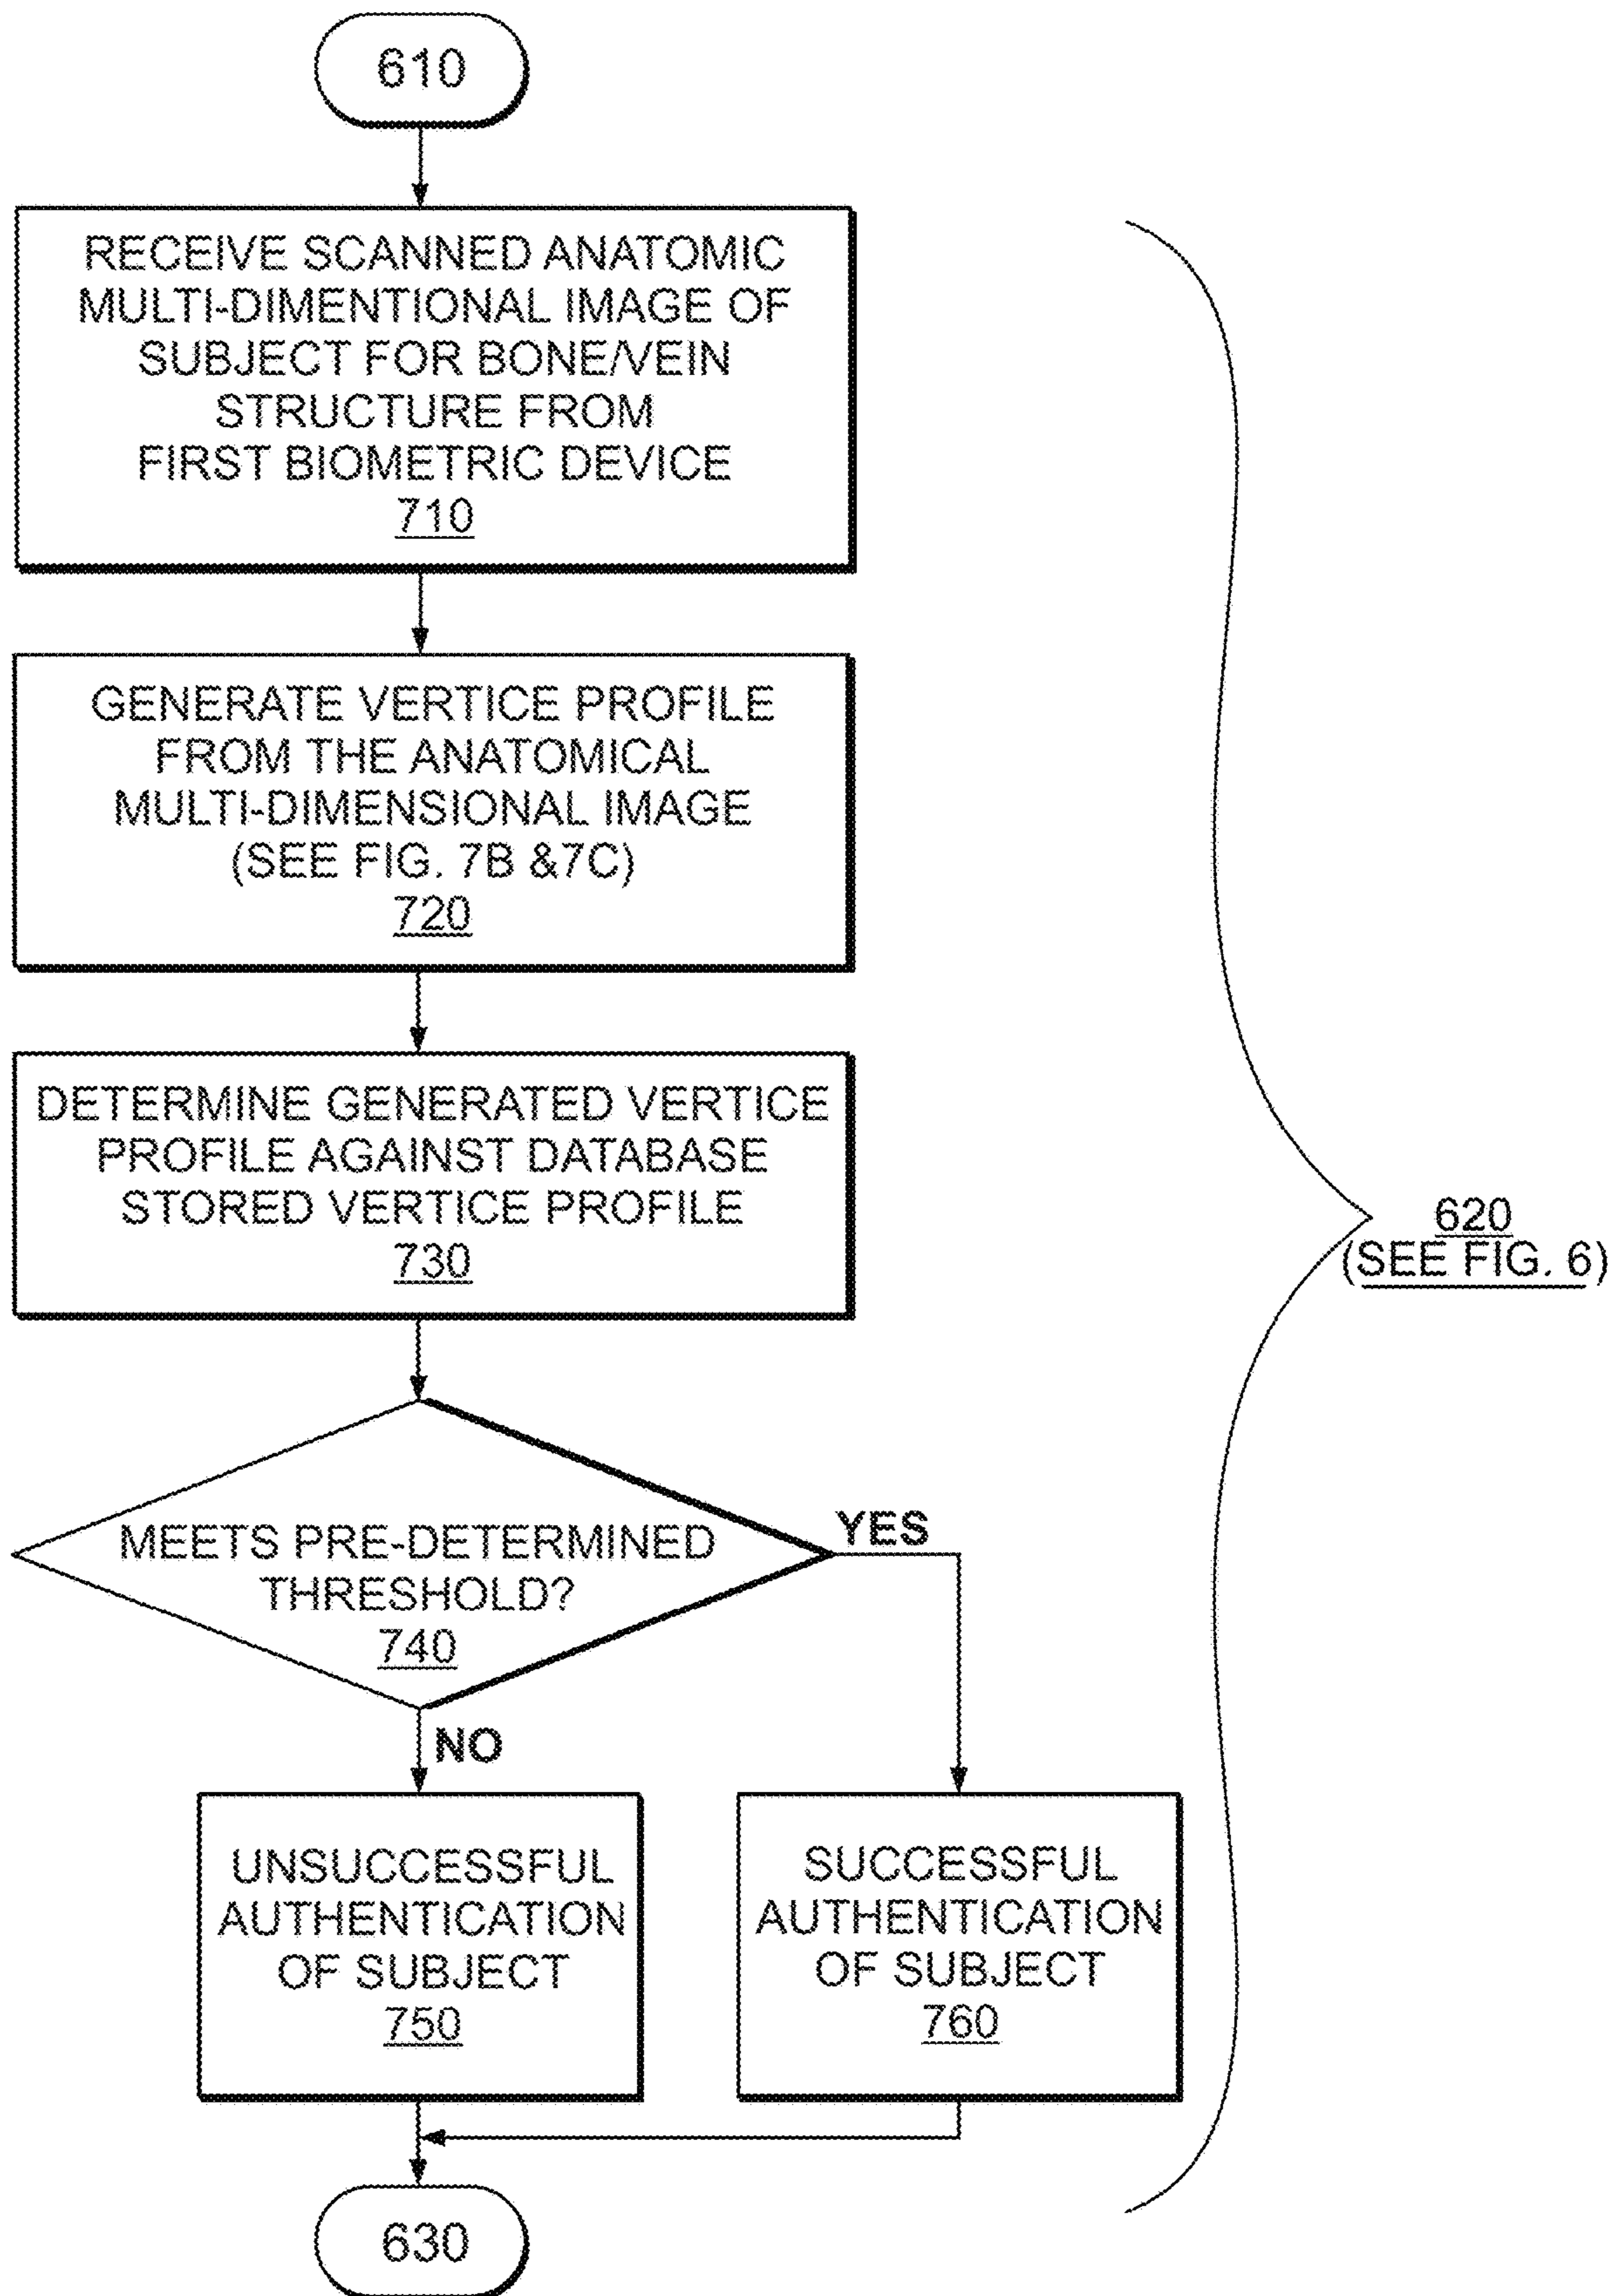 610
RECEIVE SCANNED ANATOMIC
MULTI-DIMENTIONAL IMAGE OF
SUBJECT FOR BONE/VEIN
STRUCTURE FROM
FIRST BIOMETRIC DEVICE
710
GENERATE VERTICE PROFILE
FROM THE ANATOMICAL
MULTI-DIMENSIONAL IMAGE
(SEE FIG. 7B &7C)
720
DETERMINE GENERATED VERTICE
PROFILE AGAINST DATABASE
STORED VERTICE PROFILE
730
620
(SEE FIG. 6)
MEETS PRE-DETERMINED
THRESHOLD?
740
YES
NO
UNSUCCESSFUL
AUTHENTICATION
OF SUBJECT
750
SUCCESSFUL
AUTHENTICATION
OF SUBJECT
760
630